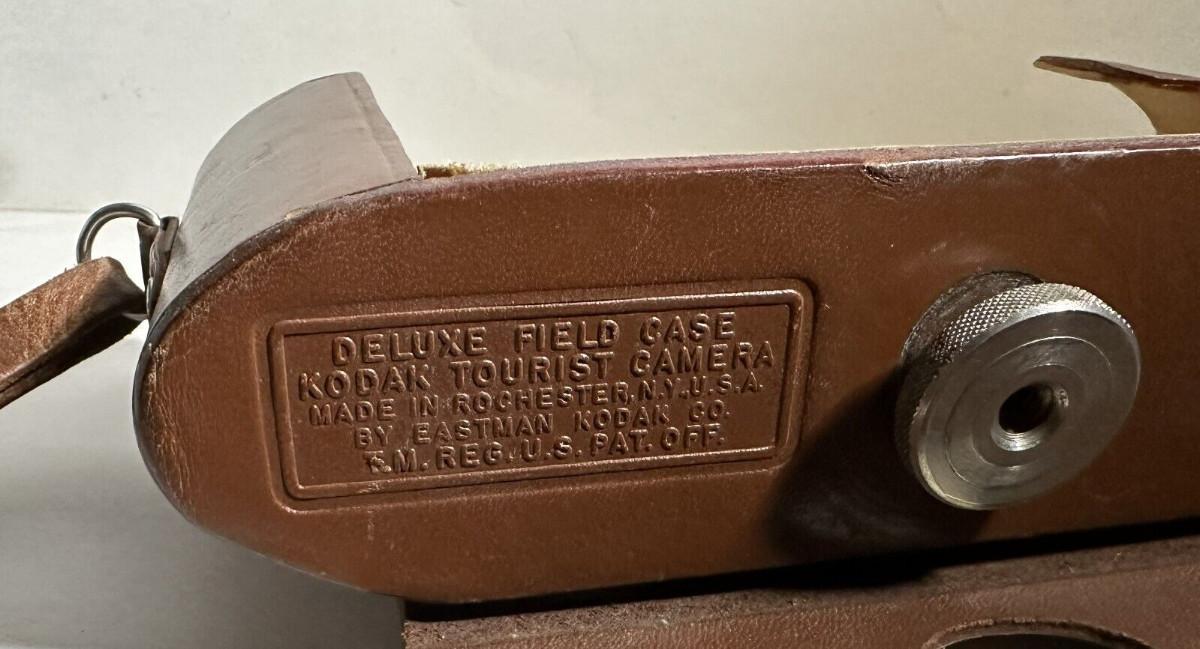 DELUXE FIELD CASE
KODAK TOURIST CAMERA
MADE IN ROCHESTER, N.Y., U.S.A.
BY EASTMAN KODAK CO.
T.M. REG. U.S. PAT. OFF.